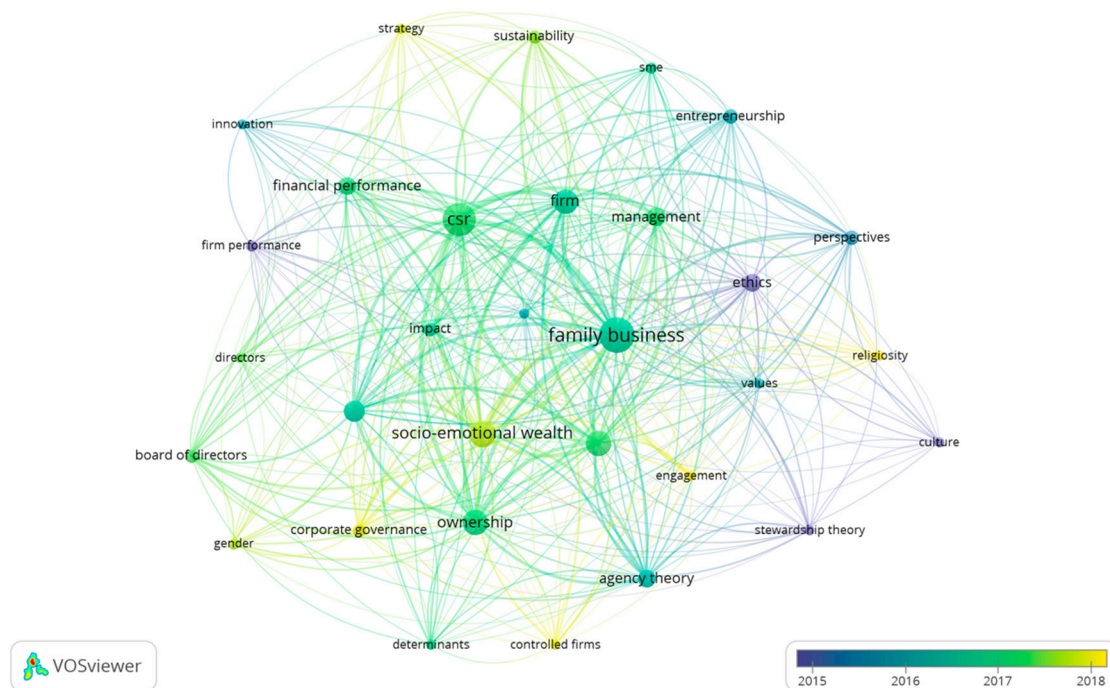 strategy
sustainability
sme
entrepreneurship
innovation
financial performance
firm
csr
management
perspectives
firm performance
ethics
impact
family business
directors
religiosity
values
socio-emotional wealth
culture
board of directors
engagement
ownership
corporate governance
stewardship theory
gender
agency theory
determinants
controlled firms
VOSviewer
2015 2016 2017 2018